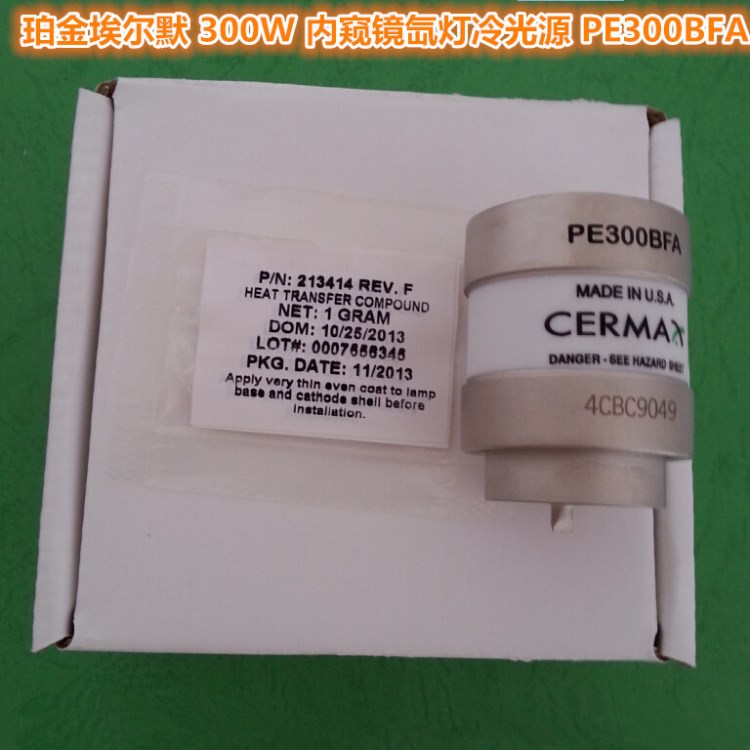 珀金埃尔默 300W 内窥镜氙灯冷光源 PE300BFA
P/N: 213414 REV. F
HEAT TRANSFER COMPOUND
NET: 1 GRAM
DOM: 10/25/2013
LOT#: 0007556345
PKG. DATE: 11/2013
Apply very thin even coat to lamp
base and cathode shell before
installation.
PE300BFA
MADE IN U.S.A.
CERMAX
DANGER - SEE HAZARD SHEET
4CBC9049